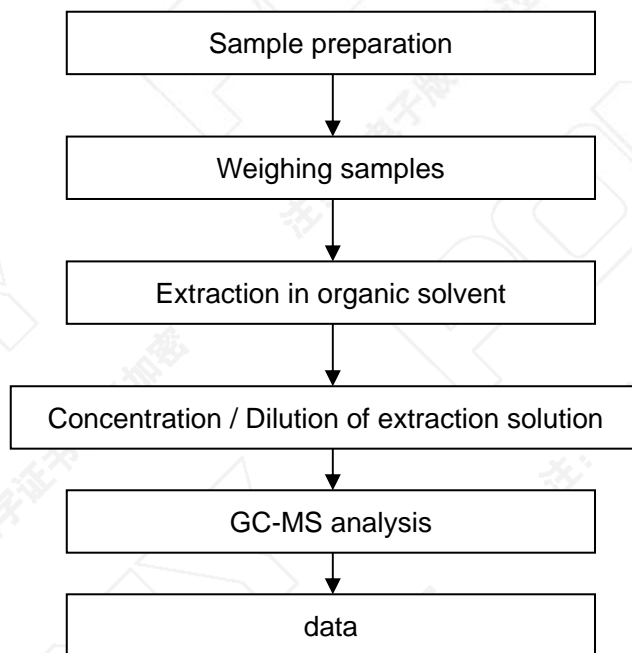 Sample preparation
Weighing samples
Extraction in organic solvent
Concentration / Dilution of extraction solution
GC-MS analysis
data